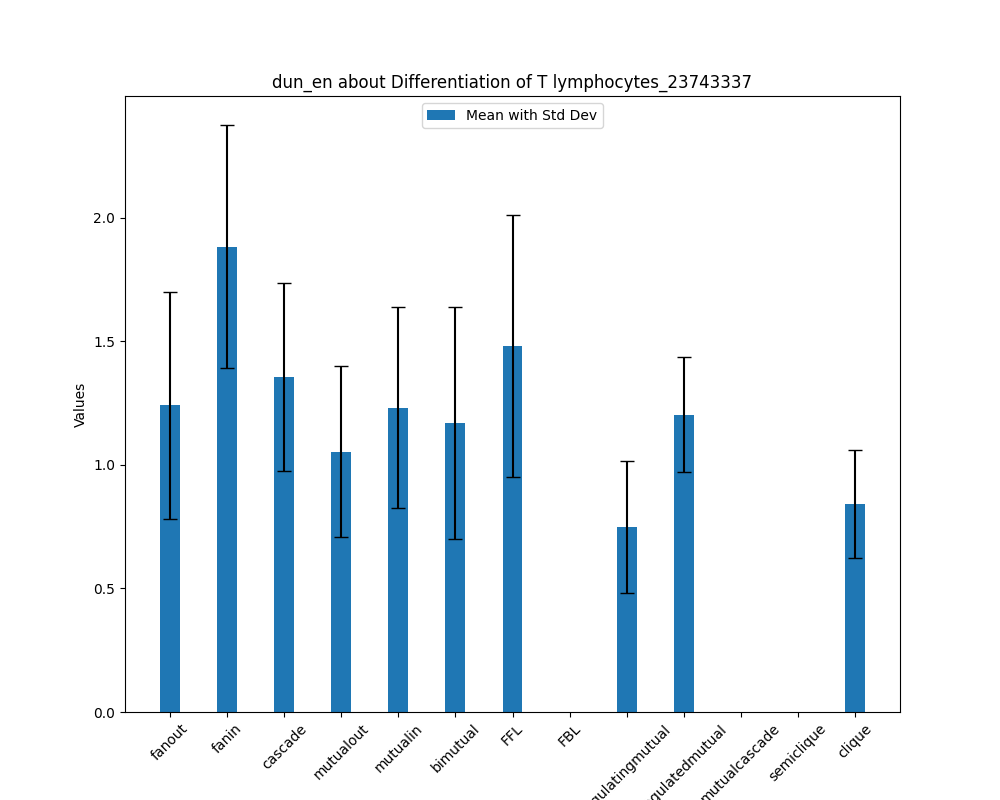 dun_en about Differentiation of T lymphocytes_23743337
Mean with Std Dev
Values
2.0
1.5
1.0
0.5
0.0
fanout
fanin
cascade
mutualout
mutualin
bimutual
FFL
FBL
gulatingmutual
gulatedmutual
mutualcascade
semiclique
clique